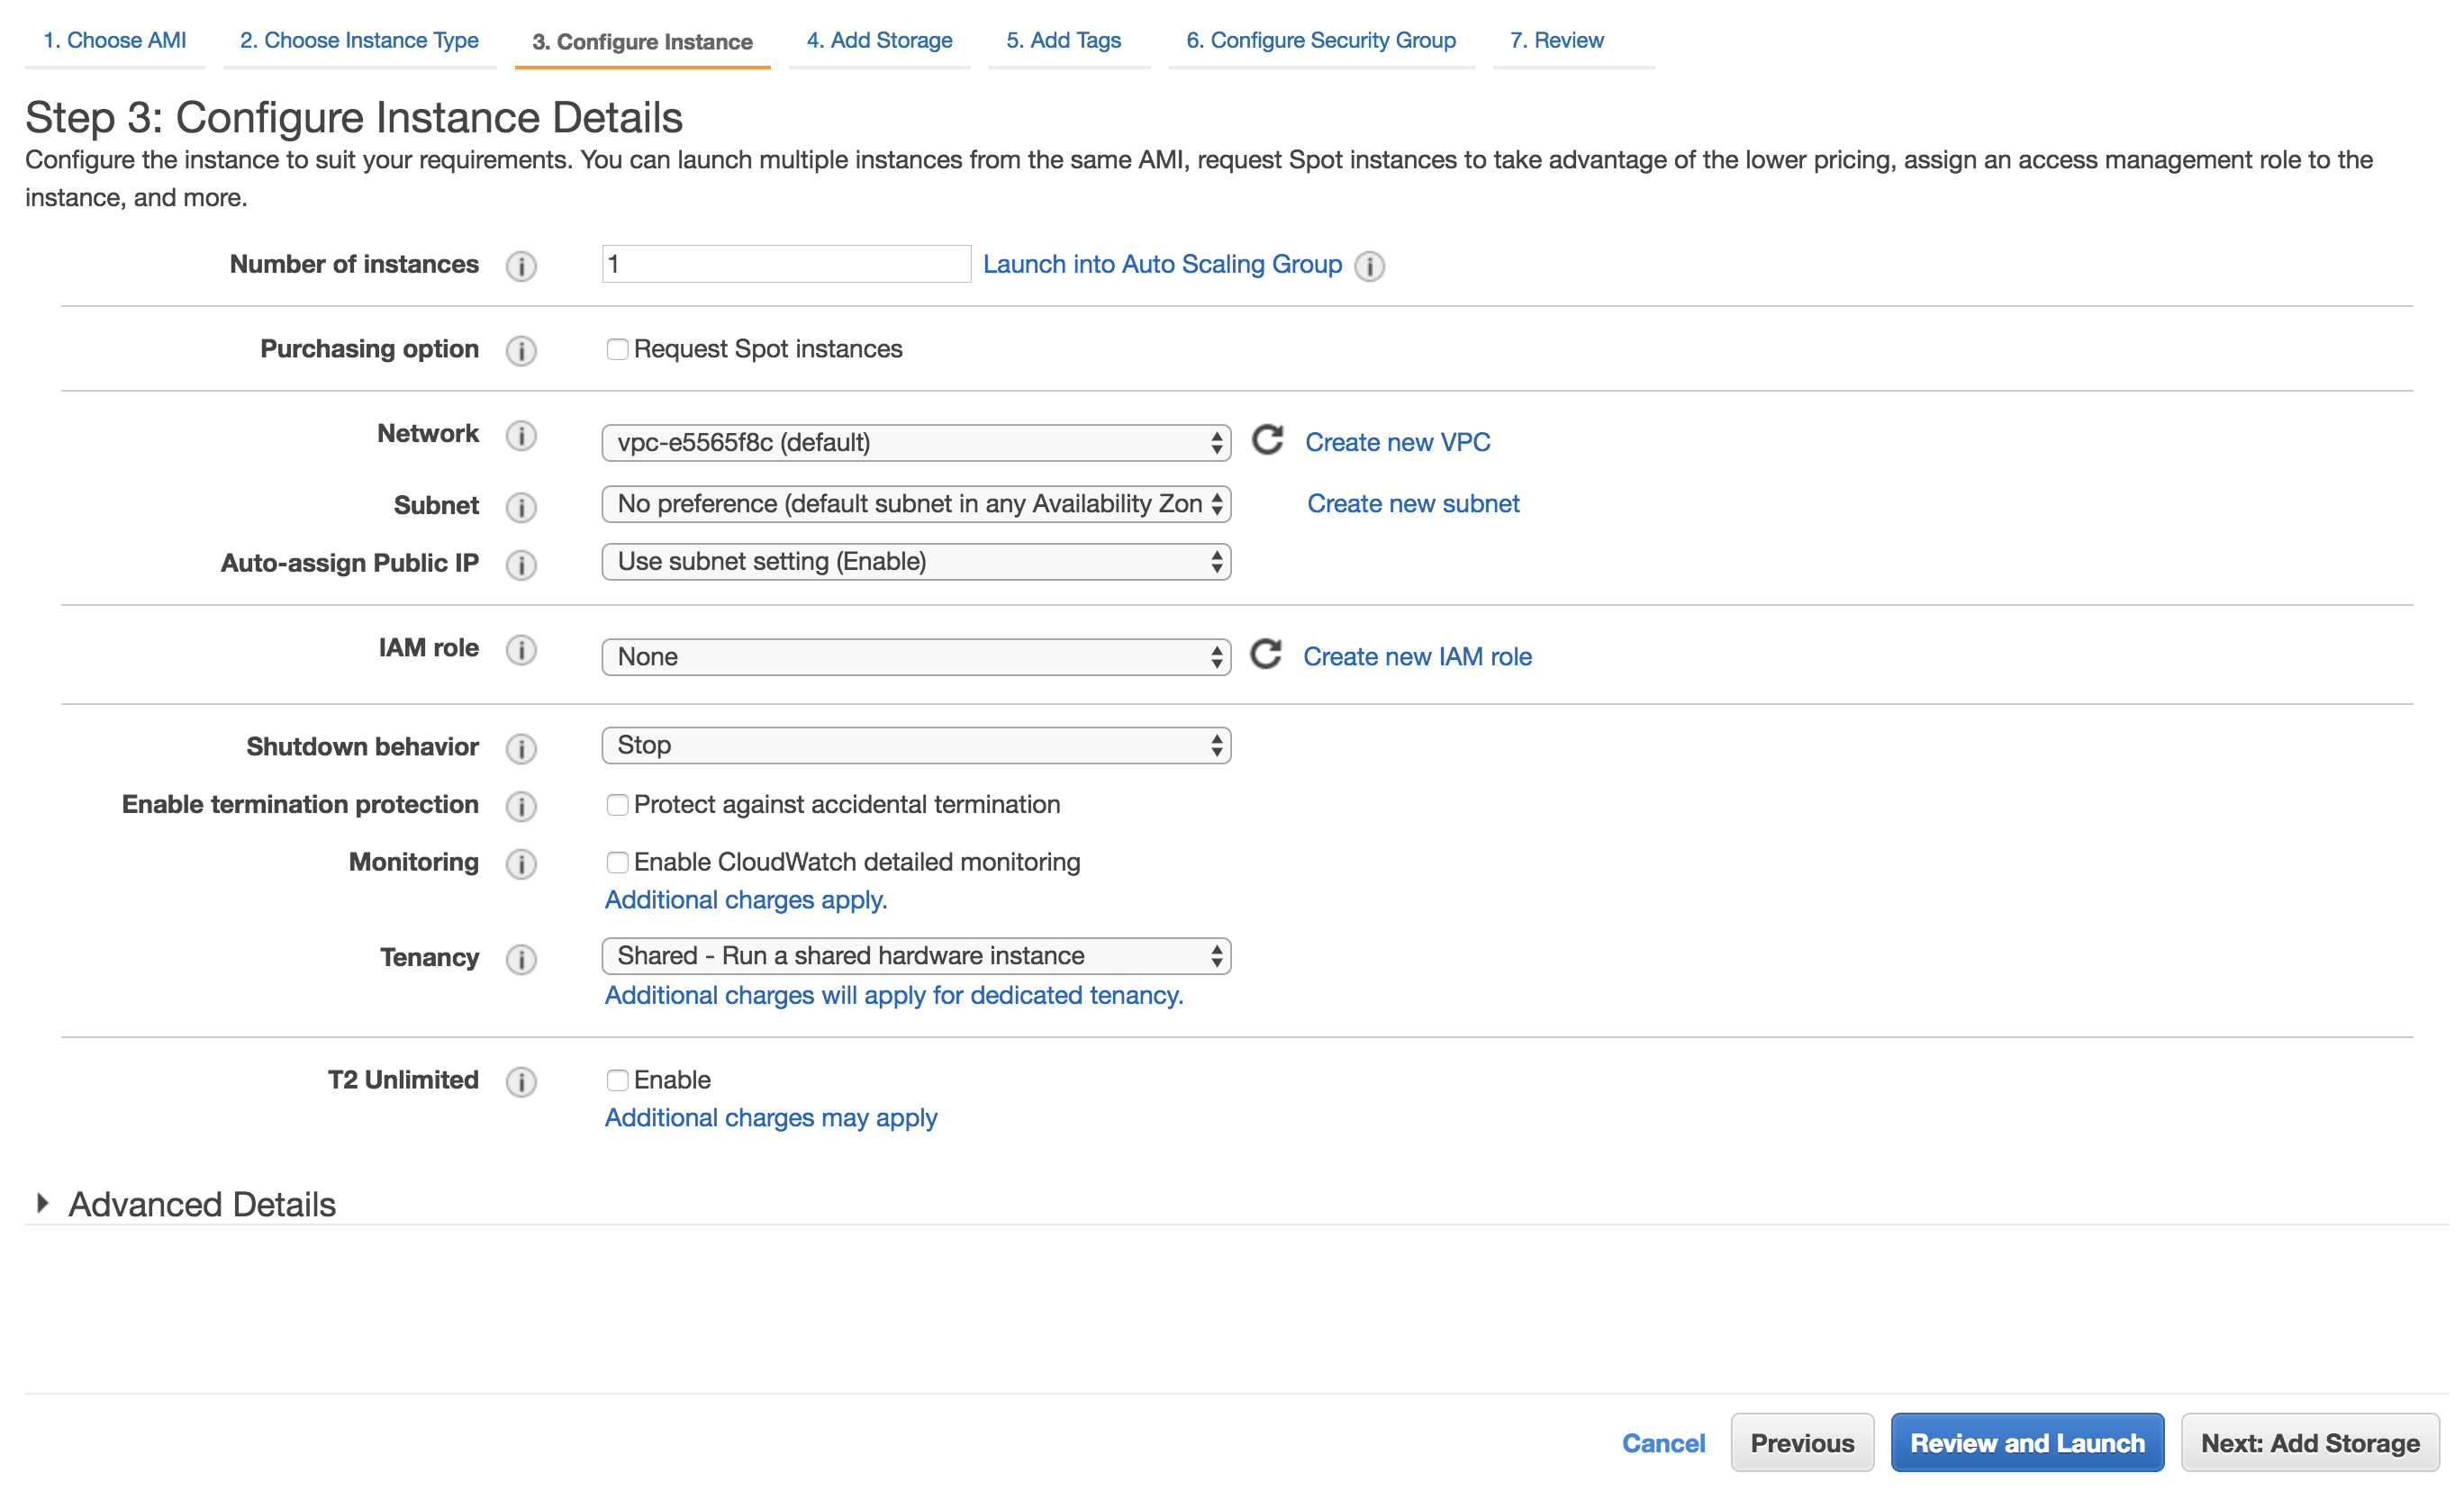 1. Choose AMI
2. Choose Instance Type
3. Configure Instance
4. Add Storage
5. Add Tags
6. Configure Security Group
7. Review
Step 3: Configure Instance Details
Configure the instance to suit your requirements. You can launch multiple instances from the same AMI, request Spot instances to take advantage of the lower pricing, assign an access management role to the
instance, and more.
Number of instances
1
Launch into Auto Scaling Group
Purchasing option
Request Spot instances
Network
vpc-e5565f8c (default)
Create new VPC
Subnet
No preference (default subnet in any Availability Zon
Create new subnet
Auto-assign Public IP
Use subnet setting (Enable)
IAM role
None
Create new IAM role
Shutdown behavior
Stop
Enable termination protection
Protect against accidental termination
Monitoring
Enable CloudWatch detailed monitoring
Additional charges apply.
Tenancy
Shared - Run a shared hardware instance
Additional charges will apply for dedicated tenancy.
T2 Unlimited
Enable
Additional charges may apply
Advanced Details
Cancel
Previous
Review and Launch
Next: Add Storage